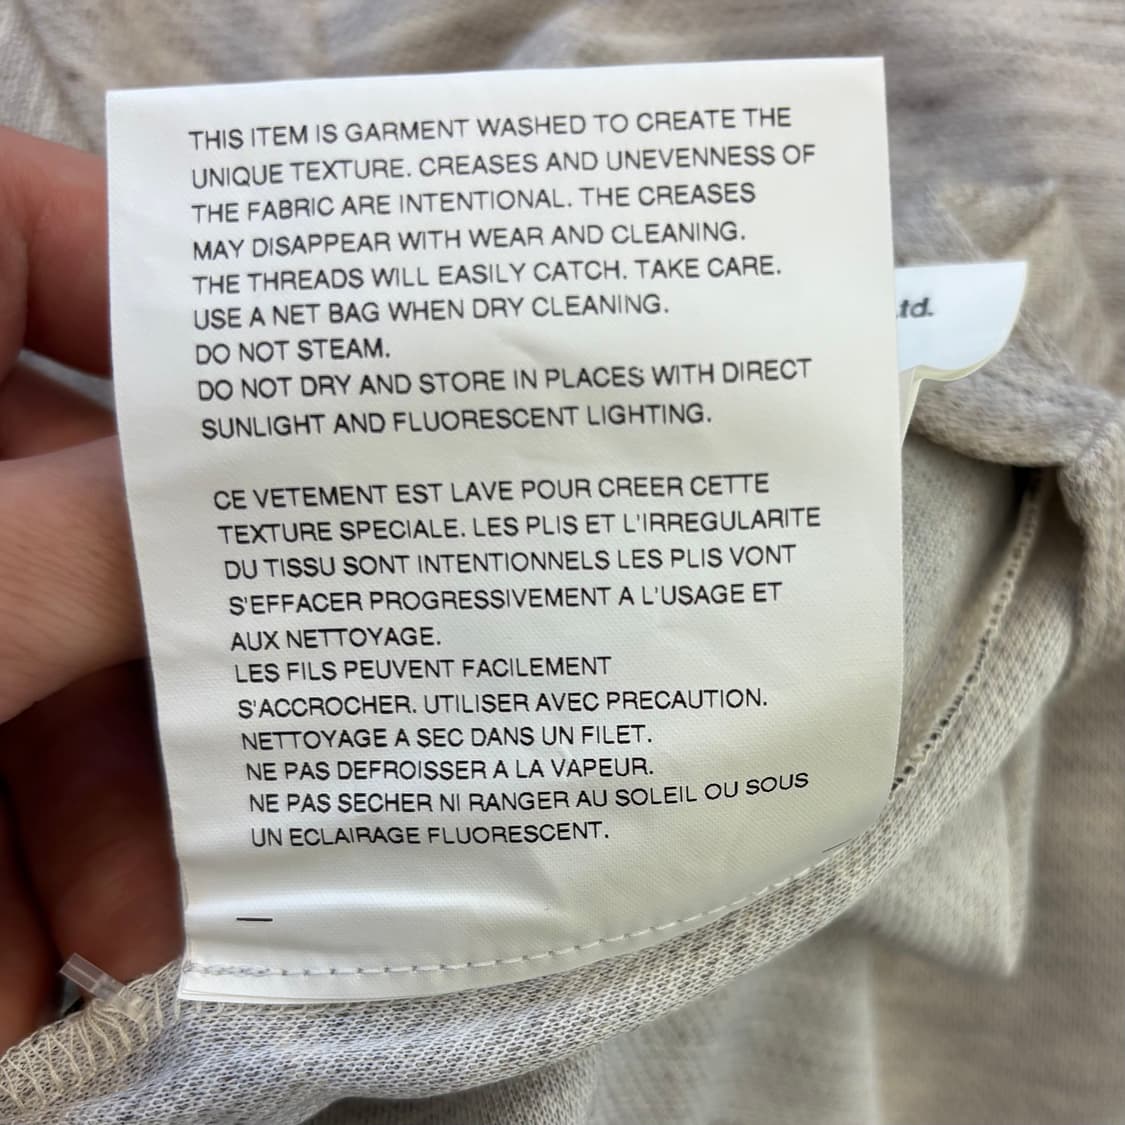 THIS ITEM IS GARMENT WASHED TO CREATE THE
UNIQUE TEXTURE. CREASES AND UNEVENNESS OF
THE FABRIC ARE INTENTIONAL. THE CREASES
MAY DISAPPEAR WITH WEAR AND CLEANING.
THE THREADS WILL EASILY CATCH. TAKE CARE.
USE A NET BAG WHEN DRY CLEANING.
DO NOT STEAM.
DO NOT DRY AND STORE IN PLACES WITH DIRECT
SUNLIGHT AND FLUORESCENT LIGHTING.
CE VETEMENT EST LAVE POUR CREER CETTE
TEXTURE SPECIALE. LES PLIS ET L'IRREGULARITE
DU TISSU SONT INTENTIONNELS LES PLIS VONT
S'EFFACER PROGRESSIVEMENT A L'USAGE ET
AUX NETTOYAGE.
LES FILS PEUVENT FACILEMENT
S'ACCROCHER. UTILISER AVEC PRECAUTION.
NETTOYAGE A SEC DANS UN FILET.
NE PAS DEFROISSER A LA VAPEUR.
NE PAS SECHER NI RANGER AU SOLEIL OU SOUS
UN ECLAIRAGE FLUORESCENT.
td.